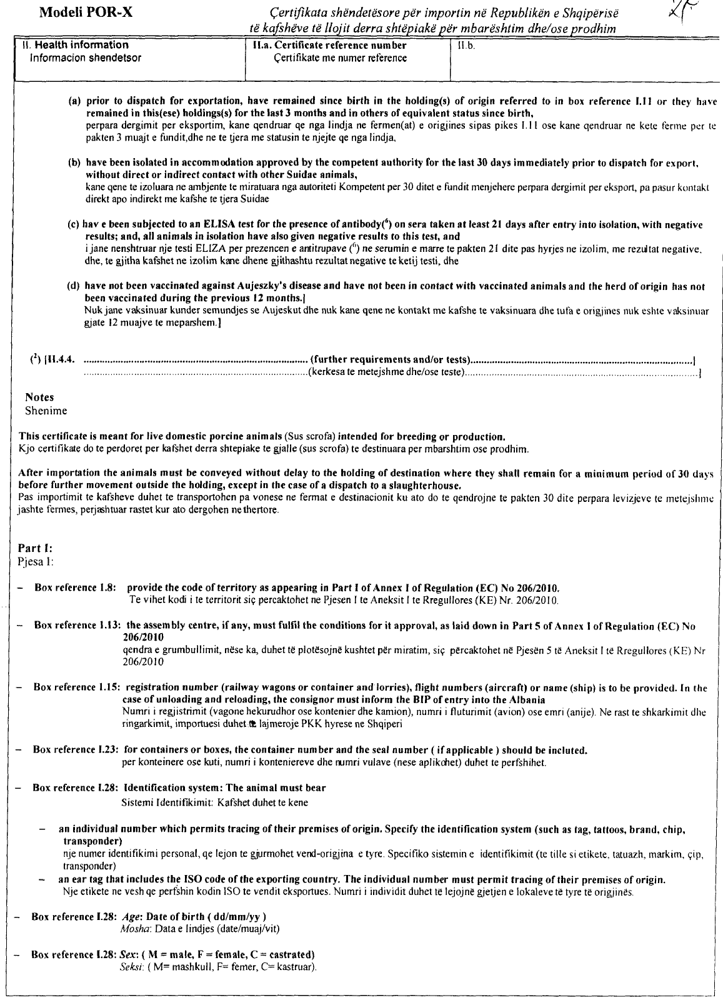 Modeli POR-X
Çertifikata shëndetësore për importin në Republikën e Shqipërisë
të kafshëve të llojit derra shtëpiakë për mbarështim dhe/ose prodhim
II. Health information
Informacion shendetsor
II.a. Certificate reference number
Çertifikate me numer reference
II.b.
(a) prior to dispatch for exportation, have remained since birth in the holding(s) of origin referred to in box reference I.11 or they have
remained in this(ese) holdings(s) for the last 3 months and in others of equivalent status since birth,
perpara dergimit per eksportim, kane qendruar qe nga lindja ne fermen(at) e origjines sipas pikes I.11 ose kane qendruar ne kete ferme per te
pakten 3 muajt e fundit,dhe ne te tjera me statusin te njejte qe nga lindja,
(b) have been isolated in accommodation approved by the competent authority for the last 30 days immediately prior to dispatch for export,
without direct or indirect contact with other Suidae animals,
kane qene te izoluara ne ambjente te miratuara nga autoriteti Kompetent per 30 ditet e fundit menjehere perpara dergimit per eksport, pa pasur kontakt
direkt apo indirekt me kafshe te tjera Suidae
(c) hav e been subjected to an ELISA test for the presence of antibody(⁶) on sera taken at least 21 days after entry into isolation, with negative
results; and, all animals in isolation have also given negative results to this test, and
i jane nenshtruar nje testi ELIZA per prezencen e antitrupave (⁶) ne serumin e marre te pakten 21 dite pas hyrjes ne izolim, me rezultat negative,
dhe, te gjitha kafshet ne izolim kane dhene gjithashtu rezultat negative te ketij testi, dhe
(d) have not been vaccinated against Aujeszky's disease and have not been in contact with vaccinated animals and the herd of origin has not
been vaccinated during the previous 12 months.]
Nuk jane vaksinuar kunder semundjes se Aujeskut dhe nuk kane qene ne kontakt me kafshe te vaksinuara dhe tufa e origjines nuk eshte vaksinuar
gjate 12 muajve te meparshem.]
(²) [II.4.4. .................................................................................... (further requirements and/or tests)...................................................................................]
....................................................................................(kerkesa te metejshme dhe/ose teste).......................................................................................]
Notes
Shenime
This certificate is meant for live domestic porcine animals (Sus scrofa) intended for breeding or production.
Kjo certifikate do te perdoret per kafshet derra shtepiake te gjalle (sus scrofa) te destinuara per mbarshtim ose prodhim.
After importation the animals must be conveyed without delay to the holding of destination where they shall remain for a minimum period of 30 days
before further movement outside the holding, except in the case of a dispatch to a slaughterhouse.
Pas importimit te kafsheve duhet te transportohen pa vonese ne fermat e destinacionit ku ato do te qendrojne te pakten 30 dite perpara levizjeve te metejshme
jashte fermes, perjashtuar rastet kur ato dergohen ne thertore.
Part I:
Pjesa I:
– Box reference I.8: provide the code of territory as appearing in Part I of Annex I of Regulation (EC) No 206/2010.
Te vihet kodi i te territorit siç percaktohet ne Pjesen I te Aneksit I te Rregullores (KE) Nr. 206/2010.
– Box reference I.13: the assembly centre, if any, must fulfil the conditions for it approval, as laid down in Part 5 of Annex I of Regulation (EC) No
206/2010
qendra e grumbullimit, nëse ka, duhet të plotësojnë kushtet për miratim, siç përcaktohet në Pjesën 5 të Aneksit I të Rregullores (KE) Nr
206/2010
– Box reference I.15: registration number (railway wagons or container and lorries), flight numbers (aircraft) or name (ship) is to be provided. In the
case of unloading and reloading, the consignor must inform the BIP of entry into the Albania
Numri i regjistrimit (vagone hekurudhor ose kontenier dhe kamion), numri i fluturimit (avion) ose emri (anije). Ne rast te shkarkimit dhe
ringarkimit, importuesi duhet te lajmeroje PKK hyrese ne Shqiperi
– Box reference I.23: for containers or boxes, the container number and the seal number ( if applicable ) should be incluted.
per konteinere ose kuti, numri i konteniereve dhe numri vulave (nese aplikohet) duhet te perfshihet.
– Box reference I.28: Identification system: The animal must bear
Sistemi Identifikimit: Kafshet duhet te kene
– an individual number which permits tracing of their premises of origin. Specify the identification system (such as tag, tattoos, brand, chip,
transponder)
nje numer identifikimi personal, qe lejon te gjurmohet vend-origjina e tyre. Specifiko sistemin e identifikimit (te tille si etikete, tatuazh, markim, çip,
transponder)
– an ear tag that includes the ISO code of the exporting country. The individual number must permit tracing of their premises of origin.
Nje etikete ne vesh qe perfshin kodin ISO te vendit eksportues. Numri i individit duhet të lejojnë gjetjen e lokaleve të tyre të origjinës.
– Box reference I.28: Age: Date of birth ( dd/mm/yy )
Mosha: Data e lindjes (date/muaj/vit)
– Box reference I.28: Sex: ( M = male, F = female, C = castrated)
Seksi: ( M= mashkull, F= femer, C= kastruar).